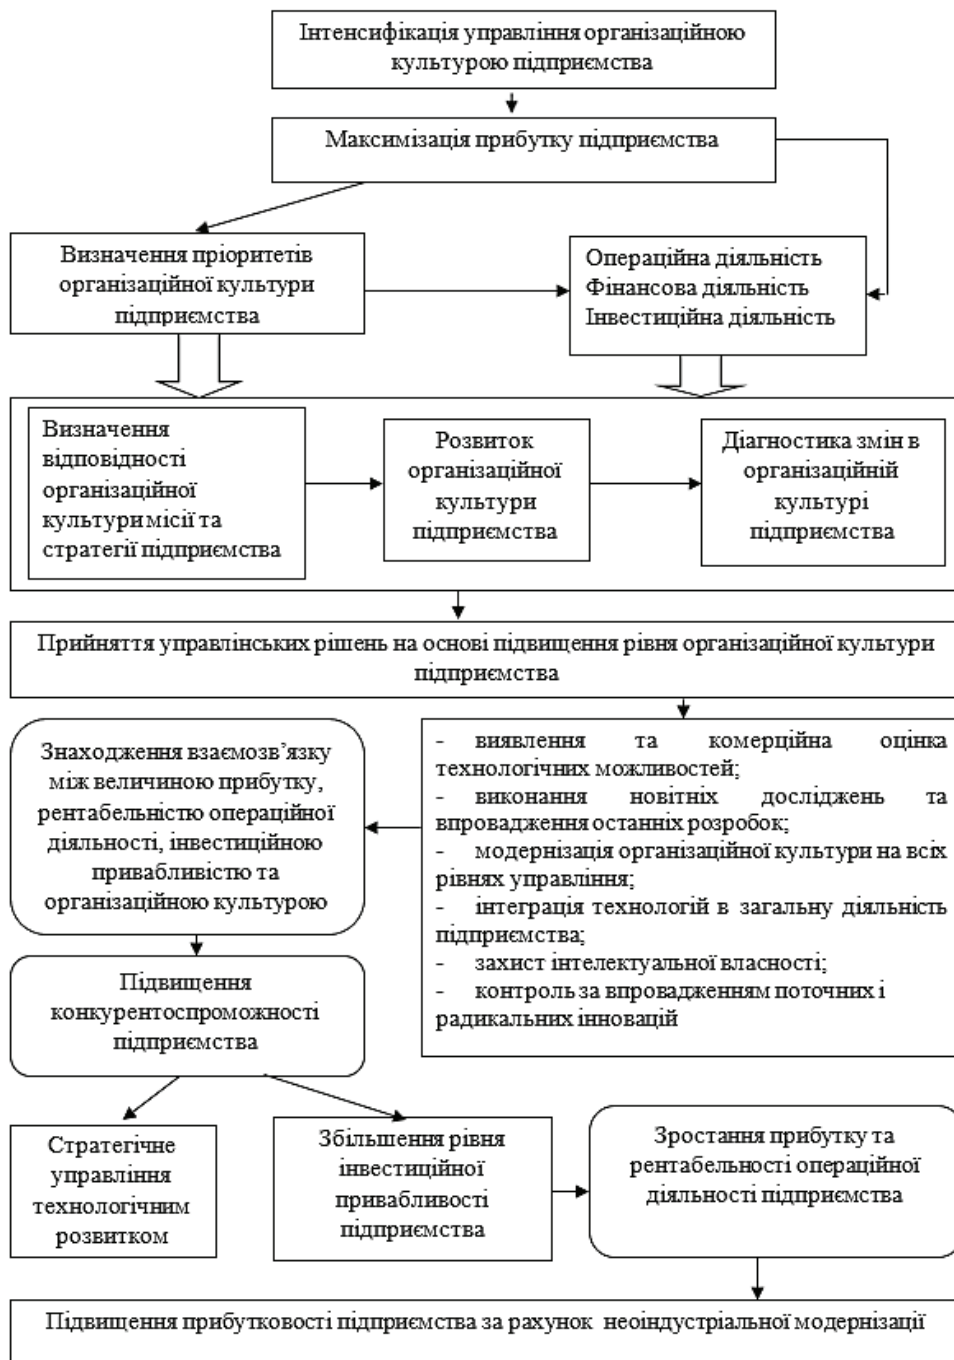 Інтенсифікація управління організаційною
культурою підприємства
Максимізація прибутку підприємства
Визначення пріоритетів
організаційної культури
підприємства
Операційна діяльність
Фінансова діяльність
Інвестиційна діяльність
Визначення
відповідності
організаційної
культури місії та
стратегії підприємства
Розвиток
організаційної
культури
підприємства
Діагностика змін в
організаційній
культурі
підприємства
Прийняття управлінських рішень на основі підвищення рівня організаційної культури
підприємства
Знаходження взаємозв’язку
між величиною прибутку,
рентабельністю операційної
діяльності, інвестиційною
привабливістю та
організаційною культурою
- виявлення та комерційна оцінка
технологічних можливостей;
- виконання новітніх досліджень та
впровадження останніх розробок;
- модернізація організаційної культури на всіх
рівнях управління;
- інтеграція технологій в загальну діяльність
підприємства;
- захист інтелектуальної власності;
- контроль за впровадженням поточних і
радикальних інновацій
Підвищення
конкурентоспроможності
підприємства
Стратегічне
управління
технологічним
розвитком
Збільшення рівня
інвестиційної
привабливості
підприємства
Зростання прибутку та
рентабельності операційної
діяльності підприємства
Підвищення прибутковості підприємства за рахунок неоіндустріальної модернізації